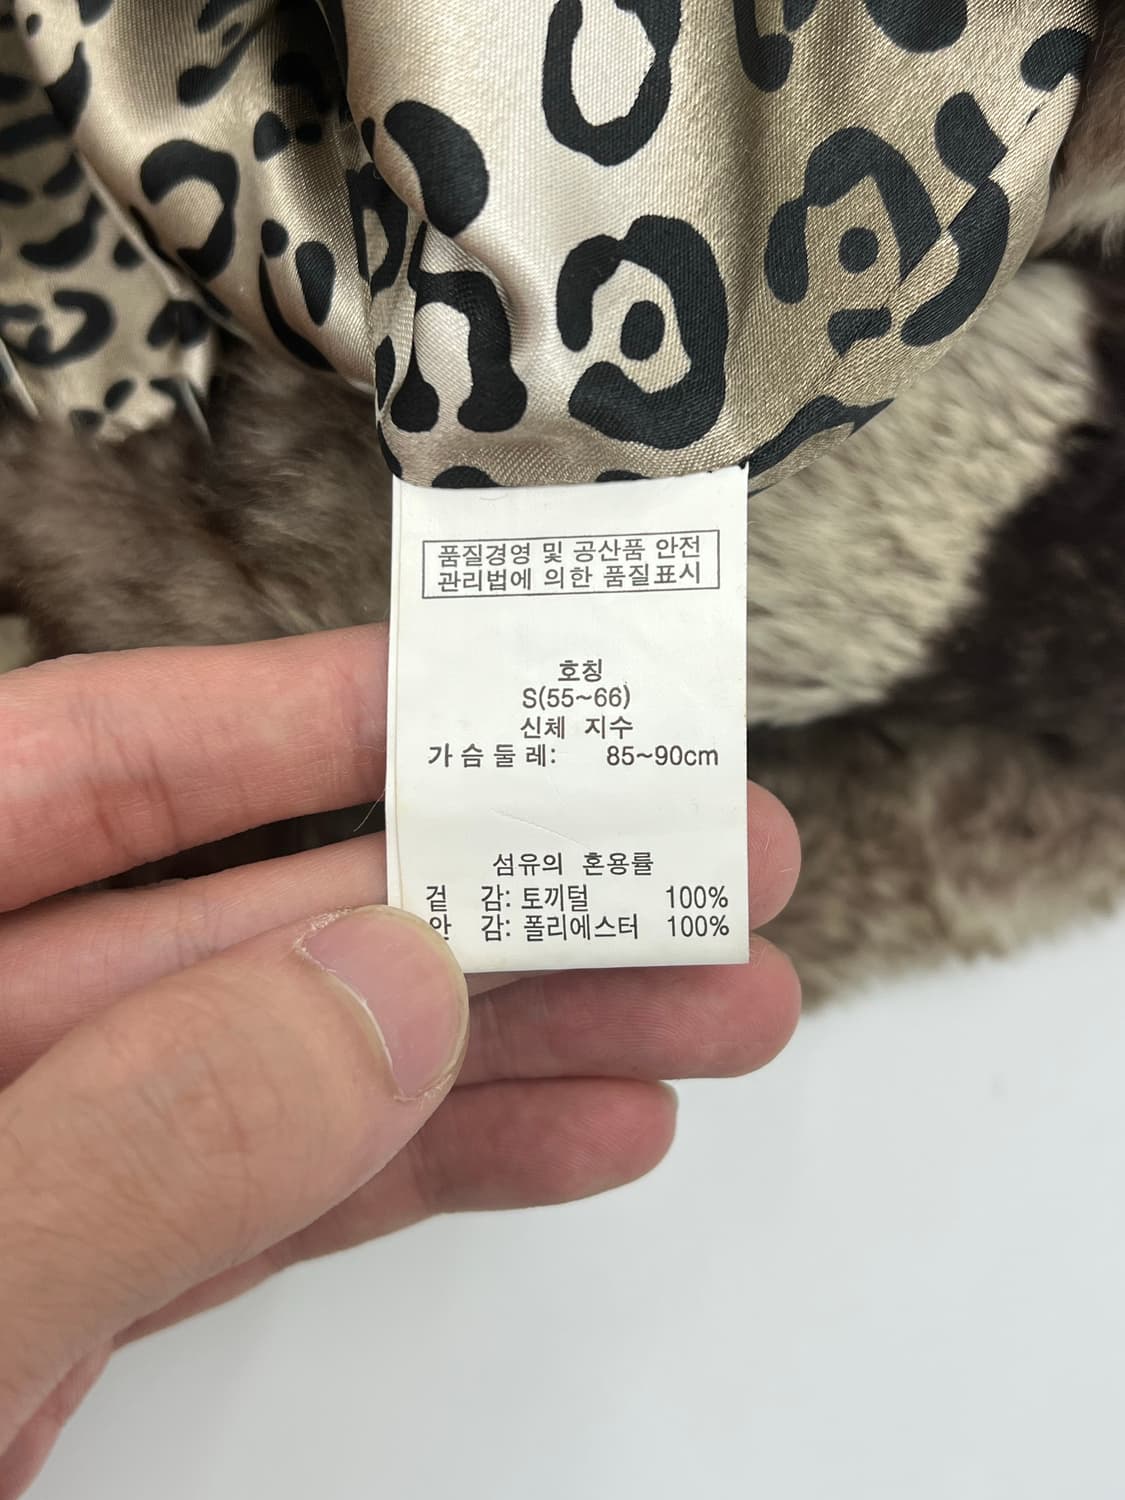 품질경영 및 공산품 안전
관리법에 의한 품질표시
호칭
S(55~66)
신체 지수
가슴둘레: 85~90cm
섬유의 혼용률
겉 감: 토끼털 100%
안 감: 폴리에스터 100%